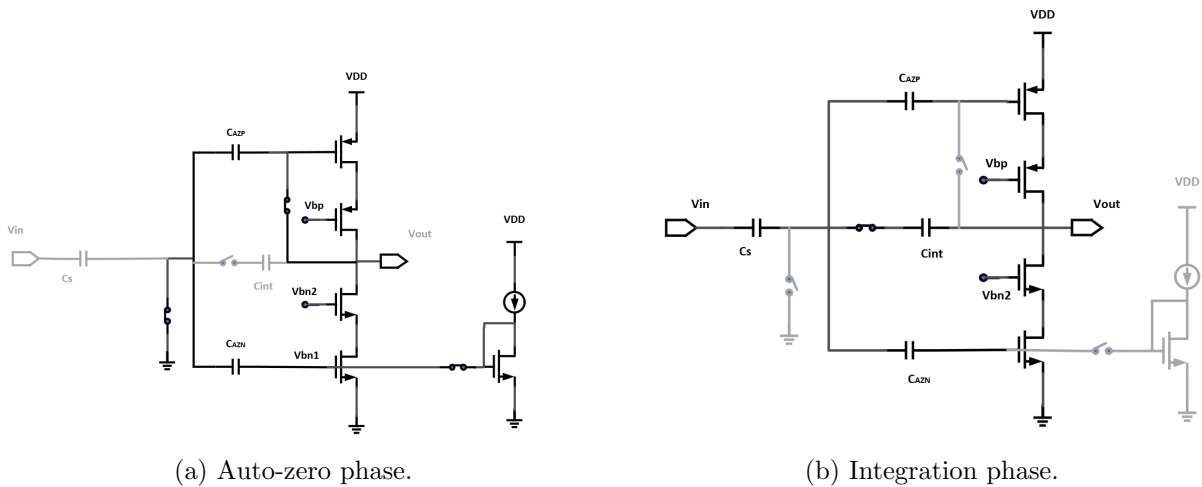 VDD
CAZP
Vbp
VDD
Vin
Vout
Cs
Cint
Vbn2
CAZN
Vbn1
(a) Auto-zero phase.
VDD
CAZP
Vbp
VDD
Vin
Vout
Cs
Cint
Vbn2
CAZN
(b) Integration phase.